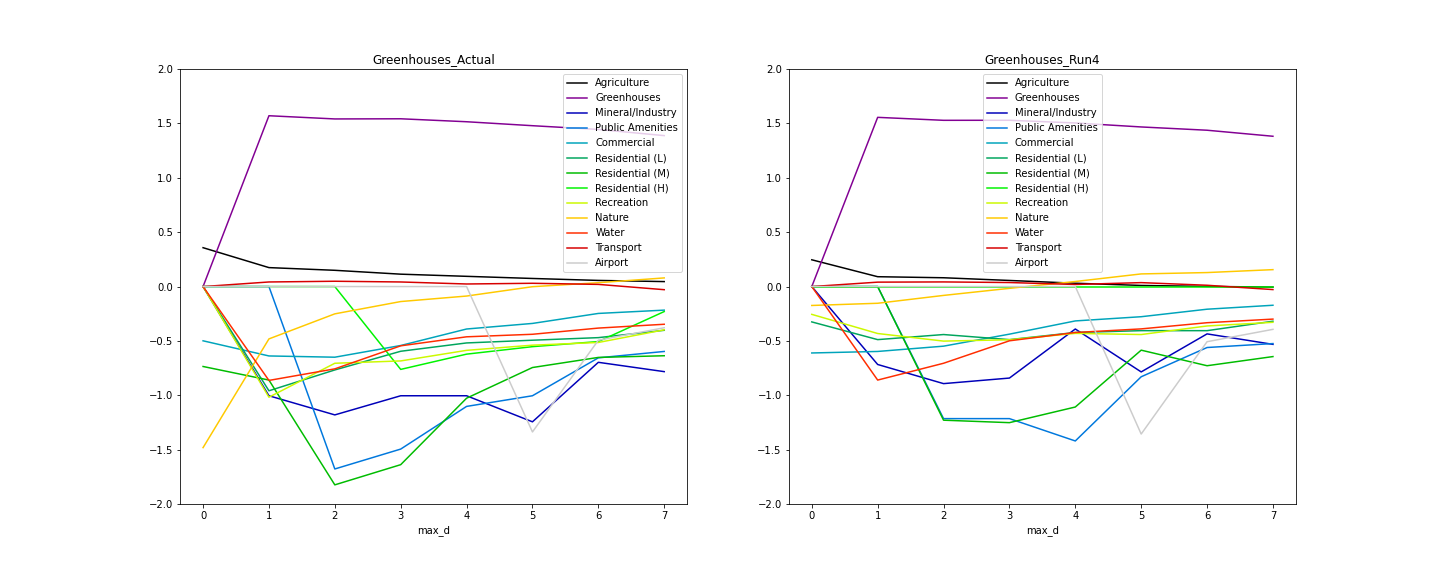 Greenhouses_Actual
2.0
1.5
1.0
0.5
0.0
−0.5
−1.0
−1.5
−2.0
0 1 2 3 4 5 6 7
max_d
Agriculture
Greenhouses
Mineral/Industry
Public Amenities
Commercial
Residential (L)
Residential (M)
Residential (H)
Recreation
Nature
Water
Transport
Airport
Greenhouses_Run4
2.0
1.5
1.0
0.5
0.0
−0.5
−1.0
−1.5
−2.0
0 1 2 3 4 5 6 7
max_d
Agriculture
Greenhouses
Mineral/Industry
Public Amenities
Commercial
Residential (L)
Residential (M)
Residential (H)
Recreation
Nature
Water
Transport
Airport